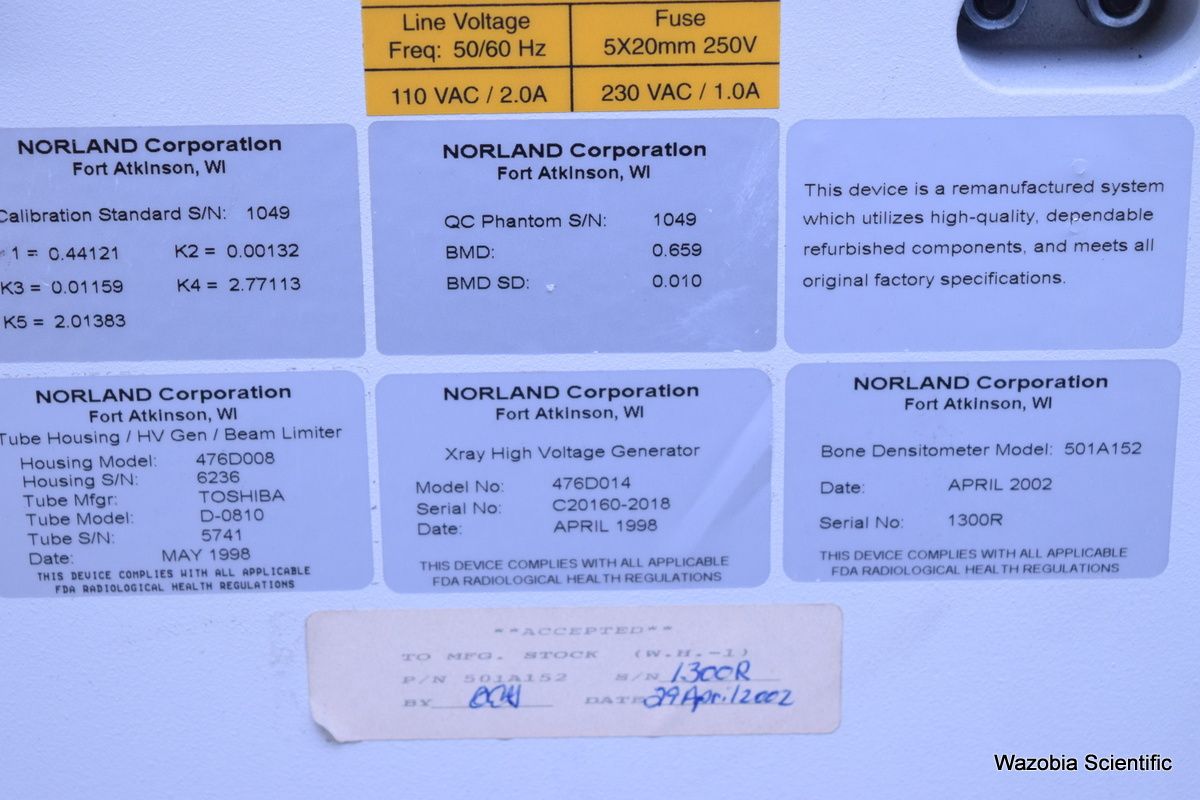 Line Voltage
Freq: 50/60 Hz
Fuse
5X20mm 250V
110 VAC / 2.0A
230 VAC / 1.0A
NORLAND Corporation
Fort Atkinson, WI
Calibration Standard S/N: 1049
1 = 0.44121 K2 = 0.00132
K3 = 0.01159 K4 = 2.77113
K5 = 2.01383
NORLAND Corporation
Fort Atkinson, WI
QC Phantom S/N: 1049
BMD: 0.659
BMD SD: 0.010
This device is a remanufactured system
which utilizes high-quality, dependable
refurbished components, and meets all
original factory specifications.
NORLAND Corporation
Fort Atkinson, WI
Tube Housing / HV Gen / Beam Limiter
Housing Model: 476D008
Housing S/N: 6236
Tube Mfgr: TOSHIBA
Tube Model: D-0810
Tube S/N: 5741
Date: MAY 1998
THIS DEVICE COMPLIES WITH ALL APPLICABLE
FDA RADIOLOGICAL HEALTH REGULATIONS
NORLAND Corporation
Fort Atkinson, WI
Xray High Voltage Generator
Model No: 476D014
Serial No: C20160-2018
Date: APRIL 1998
THIS DEVICE COMPLIES WITH ALL APPLICABLE
FDA RADIOLOGICAL HEALTH REGULATIONS
NORLAND Corporation
Fort Atkinson, WI
Bone Densitometer Model: 501A152
Date: APRIL 2002
Serial No: 1300R
THIS DEVICE COMPLIES WITH ALL APPLICABLE
FDA RADIOLOGICAL HEALTH REGULATIONS
**ACCEPTED**
TO MFG. STOCK (W.H.-1)
P/N 501A152 S/N 1300R
BY DATE 29 April 2002
Wazobia Scientific